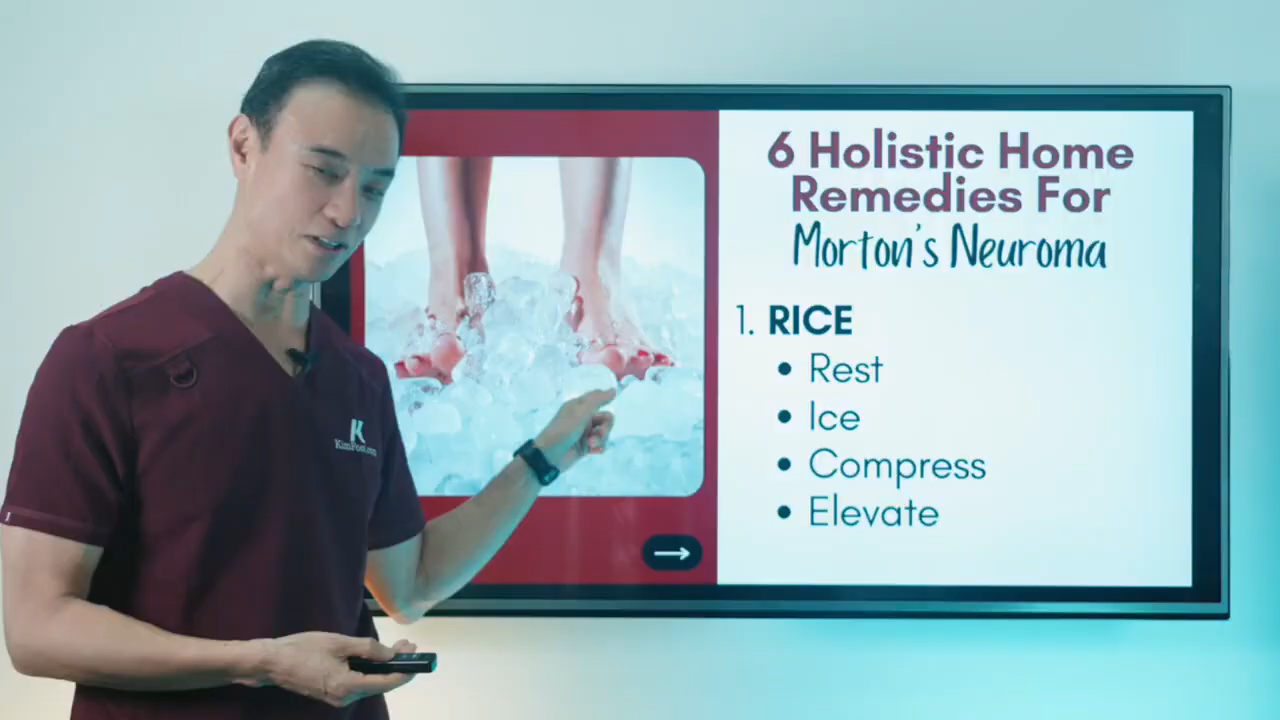 6 Holistic Home
Remedies For
Morton's Neuroma
1. RICE
• Rest
• Ice
• Compress
• Elevate
K